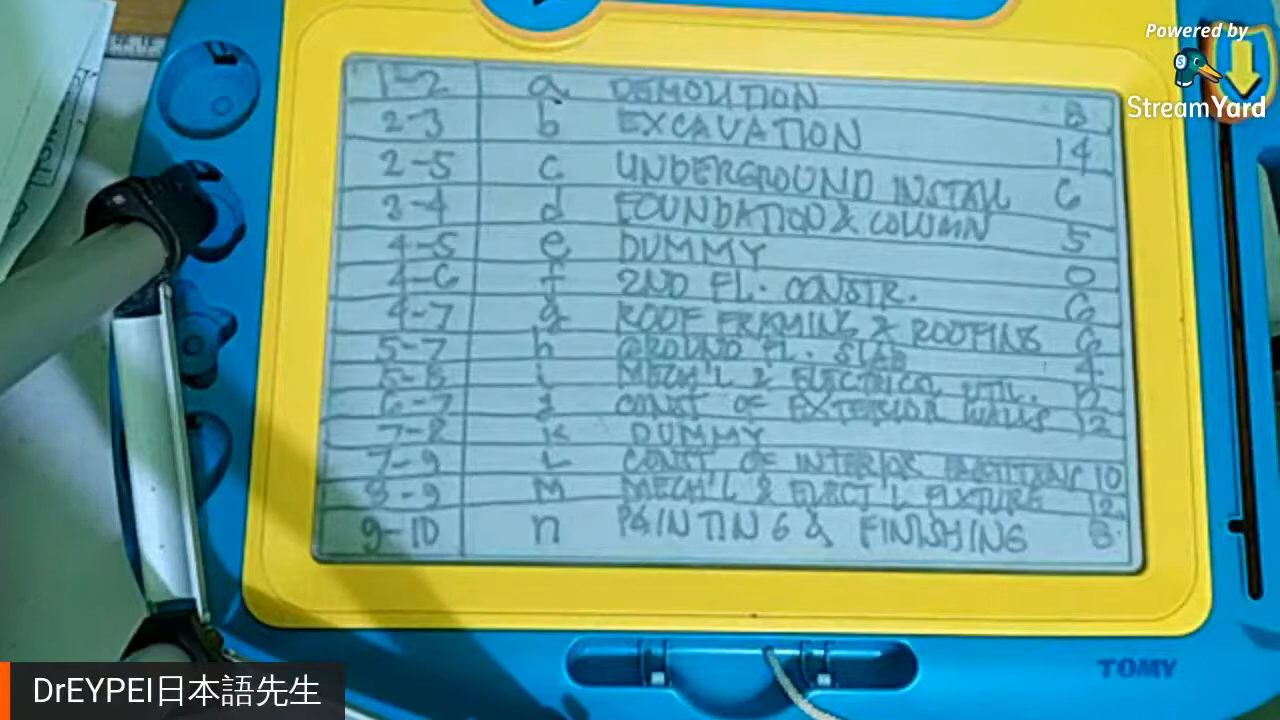 Powered by
StreamYard
1-2 a DEMOLITION 8
2-3 b EXCAVATION 14
2-5 c UNDERGROUND INSTALL 6
3-4 d FOUNDATION & COLUMN 5
4-5 e DUMMY 0
4-6 f 2ND FL. CONSTR. 6
4-7 g ROOF FRAMING & ROOFING 6
5-7 h GROUND FL. SLAB 4
5-8 i MECH'L & ELECTRICAL UTIL.
6-7 j CONST OF EXTERIOR WALLS 12
7-8 K DUMMY
7-9 L CONST OF INTERIOR PARTITIONS 10
8-9 M MECH'L & ELECT'L FIXTURE 12
9-10 n PAINTING & FINISHING 8
TOMY
DrEYPEI日本語先生